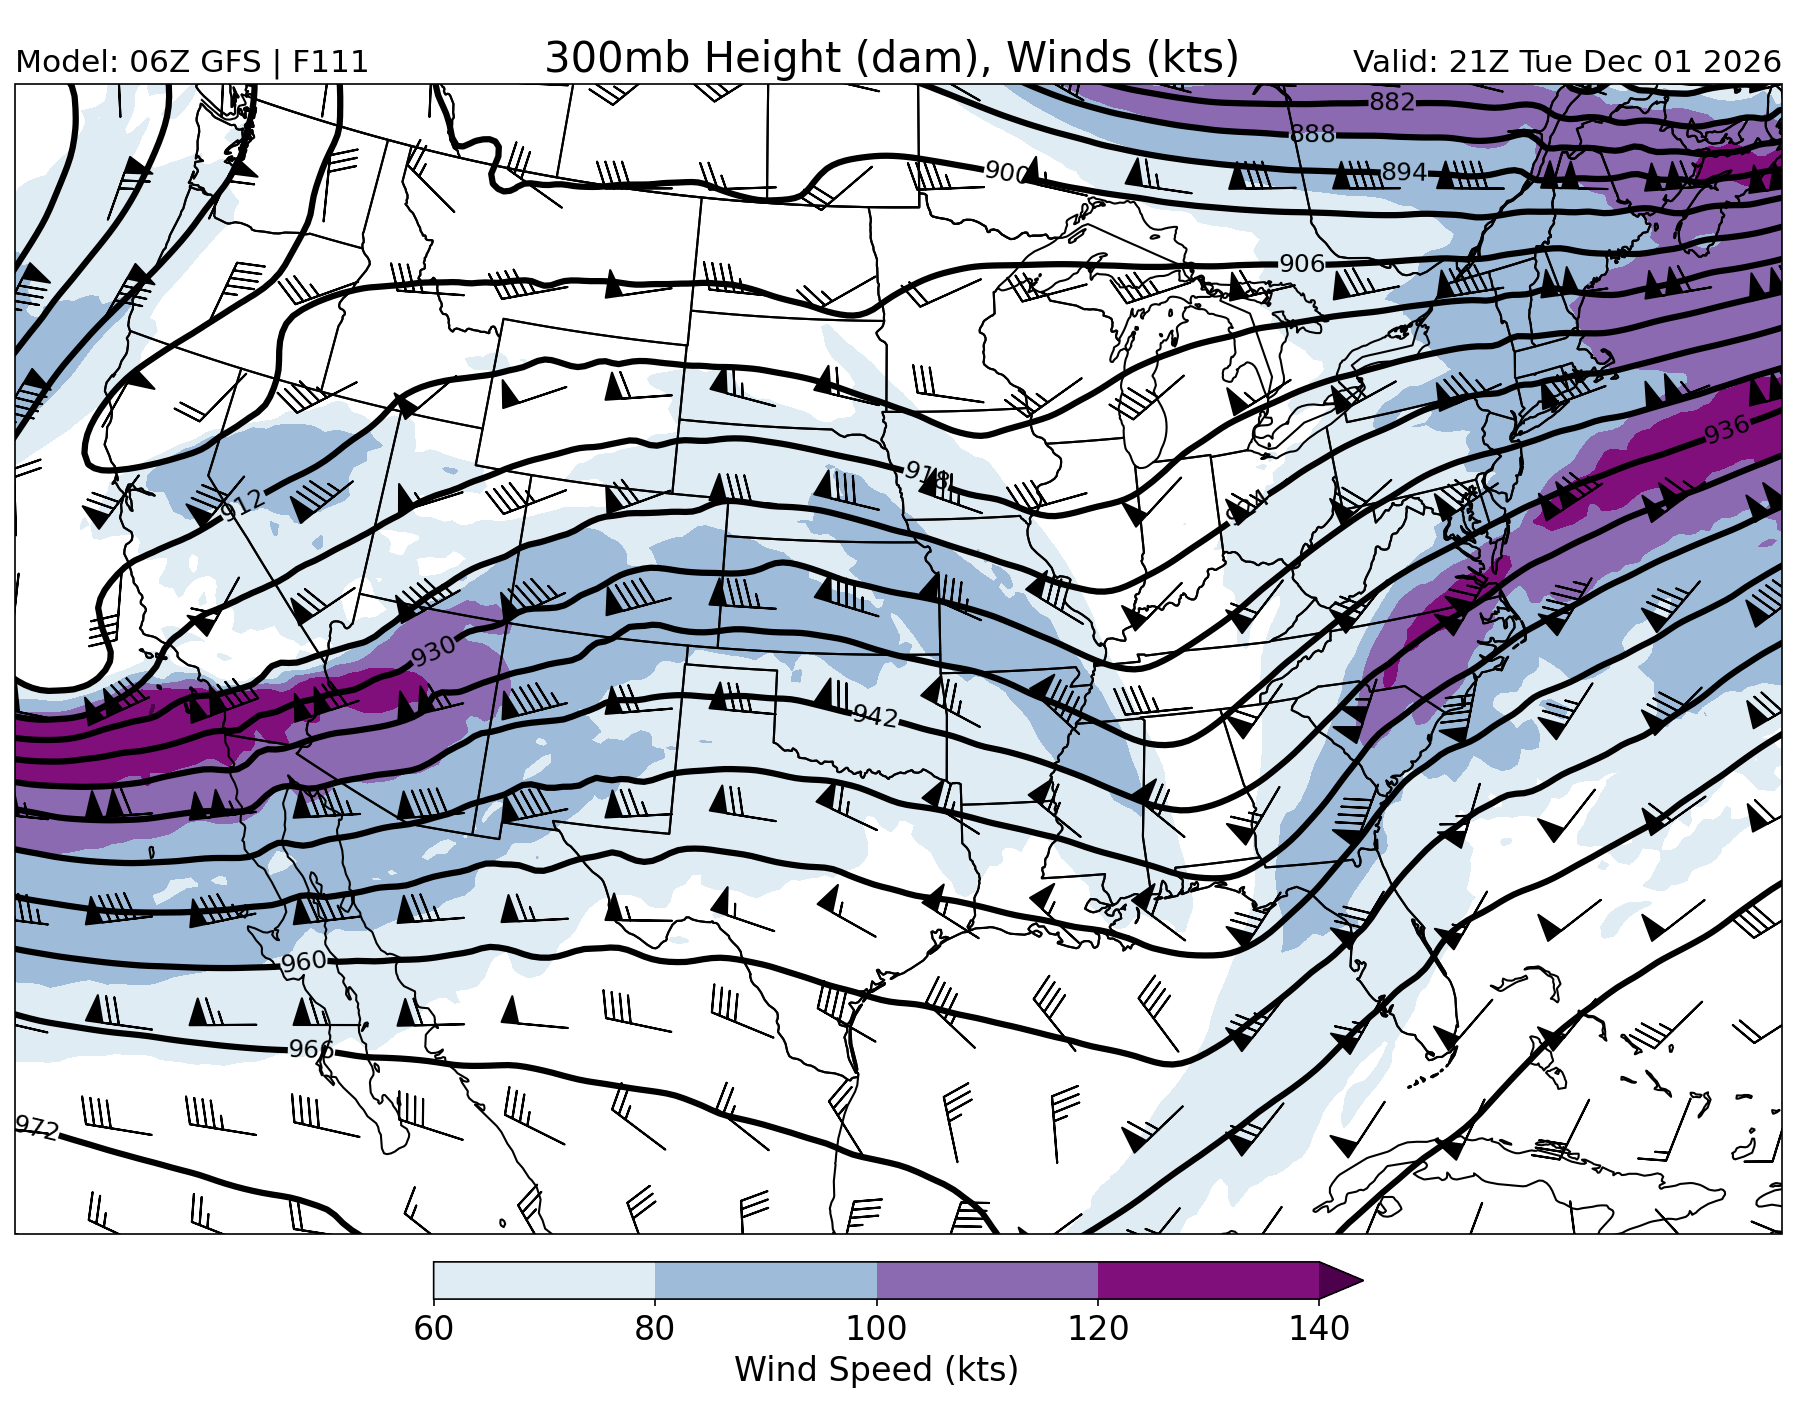 Model: 06Z GFS | F111
300mb Height (dam), Winds (kts)
Valid: 21Z Tue Dec 01 2026
882
888
894
900
906
936
918
912
924
930
942
960
966
972
60 80 100 120 140
Wind Speed (kts)